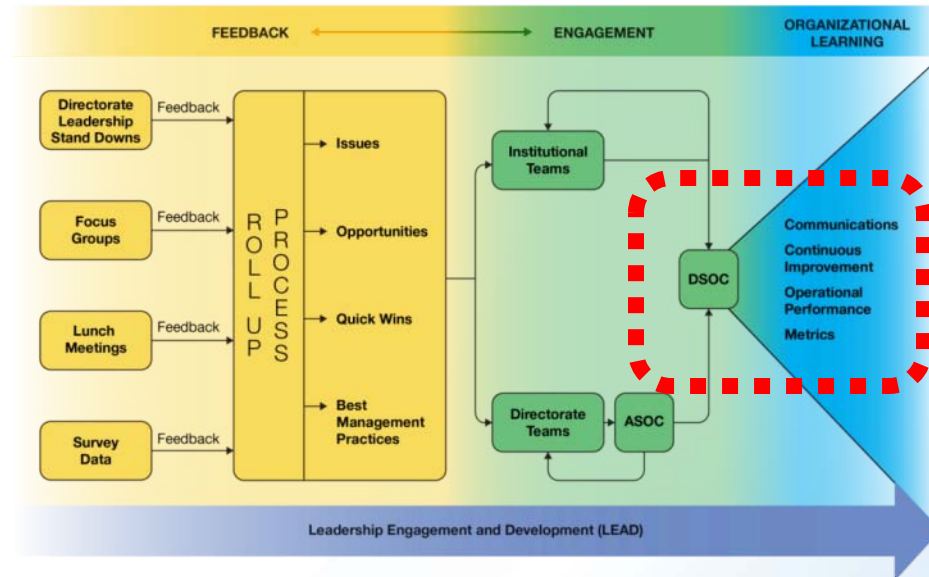 FEEDBACK
ENGAGEMENT
ORGANIZATIONAL
LEARNING
Directorate
Leadership
Stand Downs
Feedback
Focus
Groups
Feedback
Lunch
Meetings
Feedback
Survey
Data
Feedback
ROLL UP
PROCESS
Issues
Opportunities
Quick Wins
Best
Management
Practices
Institutional
Teams
Directorate
Teams
ASOC
DSOC
Communications
Continuous
Improvement
Operational
Performance
Metrics
Leadership Engagement and Development (LEAD)